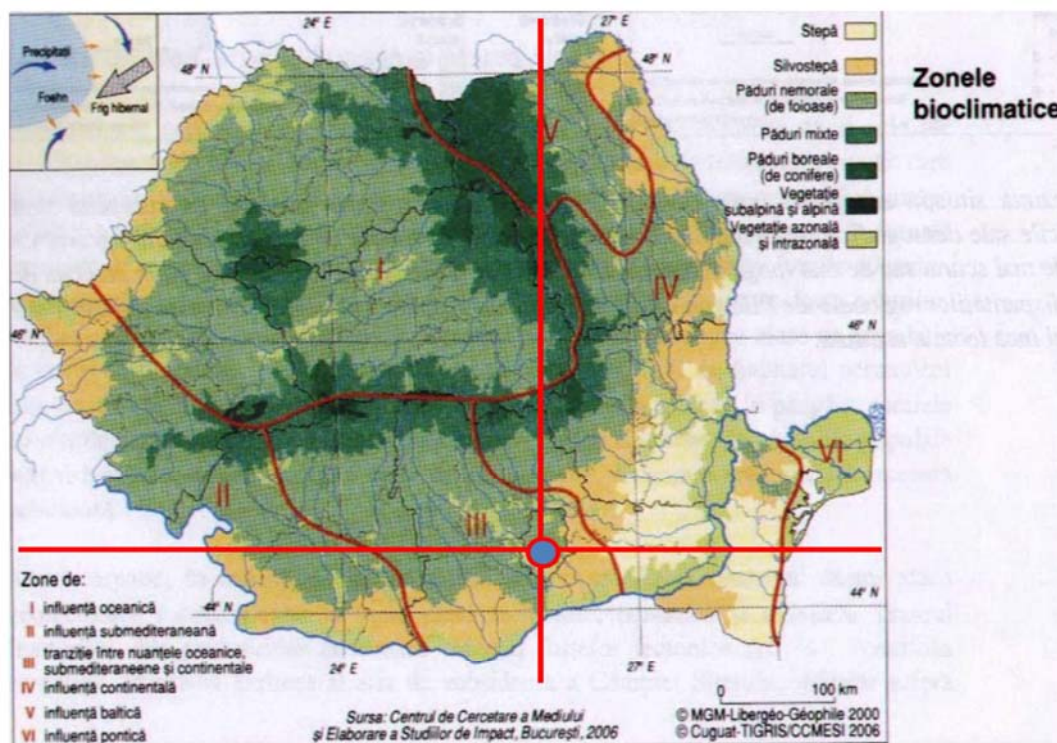 24° E
27° E
Precipitații
Foehn
Frig hibernal
48° N
48° N
Stepă
Silvostepă
Păduri nemorale
(de foioase)
Păduri mixte
Păduri boreale
(de conifere)
Vegetație
subalpină și alpină
Vegetație azonală
și intrazonală
Zonele
bioclimatice
V
I
IV
46° N
46° N
VI
II
III
Zone de:
44° N
44° N
I influență oceanică
II influență submediteraneană
III tranziție între nuanțele oceanice,
submediteraneene și continentale
IV influență continentală
V influență baltică
VI influență pontică
24° E
27° E
0 100 km
Sursa: Centrul de Cercetare a Mediului
și Elaborare a Studiilor de Impact, București, 2006
© MGM-Libergéo-Géophile 2000
© Cuguat-TIGRIS/CCMESI 2006